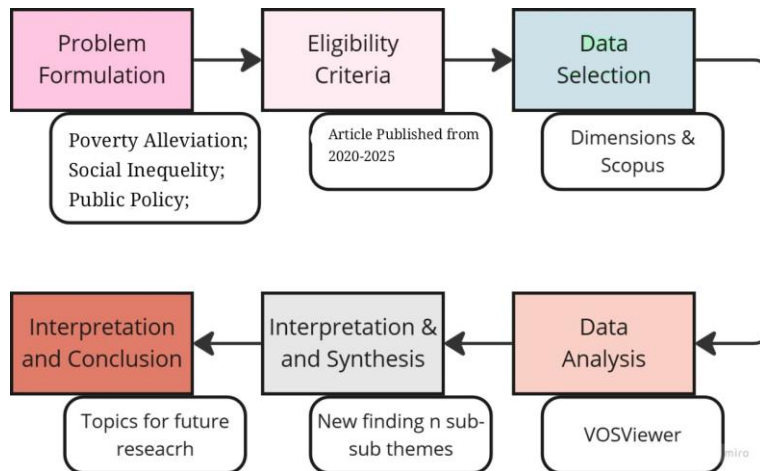 Problem
Formulation
Poverty Alleviation;
Social Inequelity;
Public Policy;
Eligibility
Criteria
Article Published from
2020-2025
Data
Selection
Dimensions &
Scopus
Data
Analysis
VOSViewer
Interpretation &
and Synthesis
New finding n sub-
sub themes
Interpretation
and Conclusion
Topics for future
reseacrh
miro